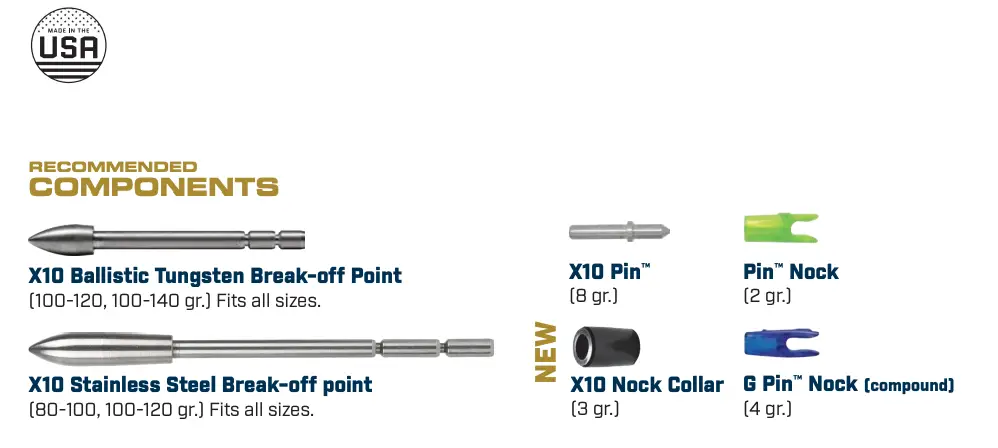 MADE IN THE
USA
RECOMMENDED
COMPONENTS
X10 Ballistic Tungsten Break-off Point
(100-120, 100-140 gr.) Fits all sizes.
X10 Stainless Steel Break-off point
(80-100, 100-120 gr.) Fits all sizes.
X10 Pin™
(8 gr.)
Pin™ Nock
(2 gr.)
NEW
X10 Nock Collar
(3 gr.)
G Pin™ Nock (compound)
(4 gr.)